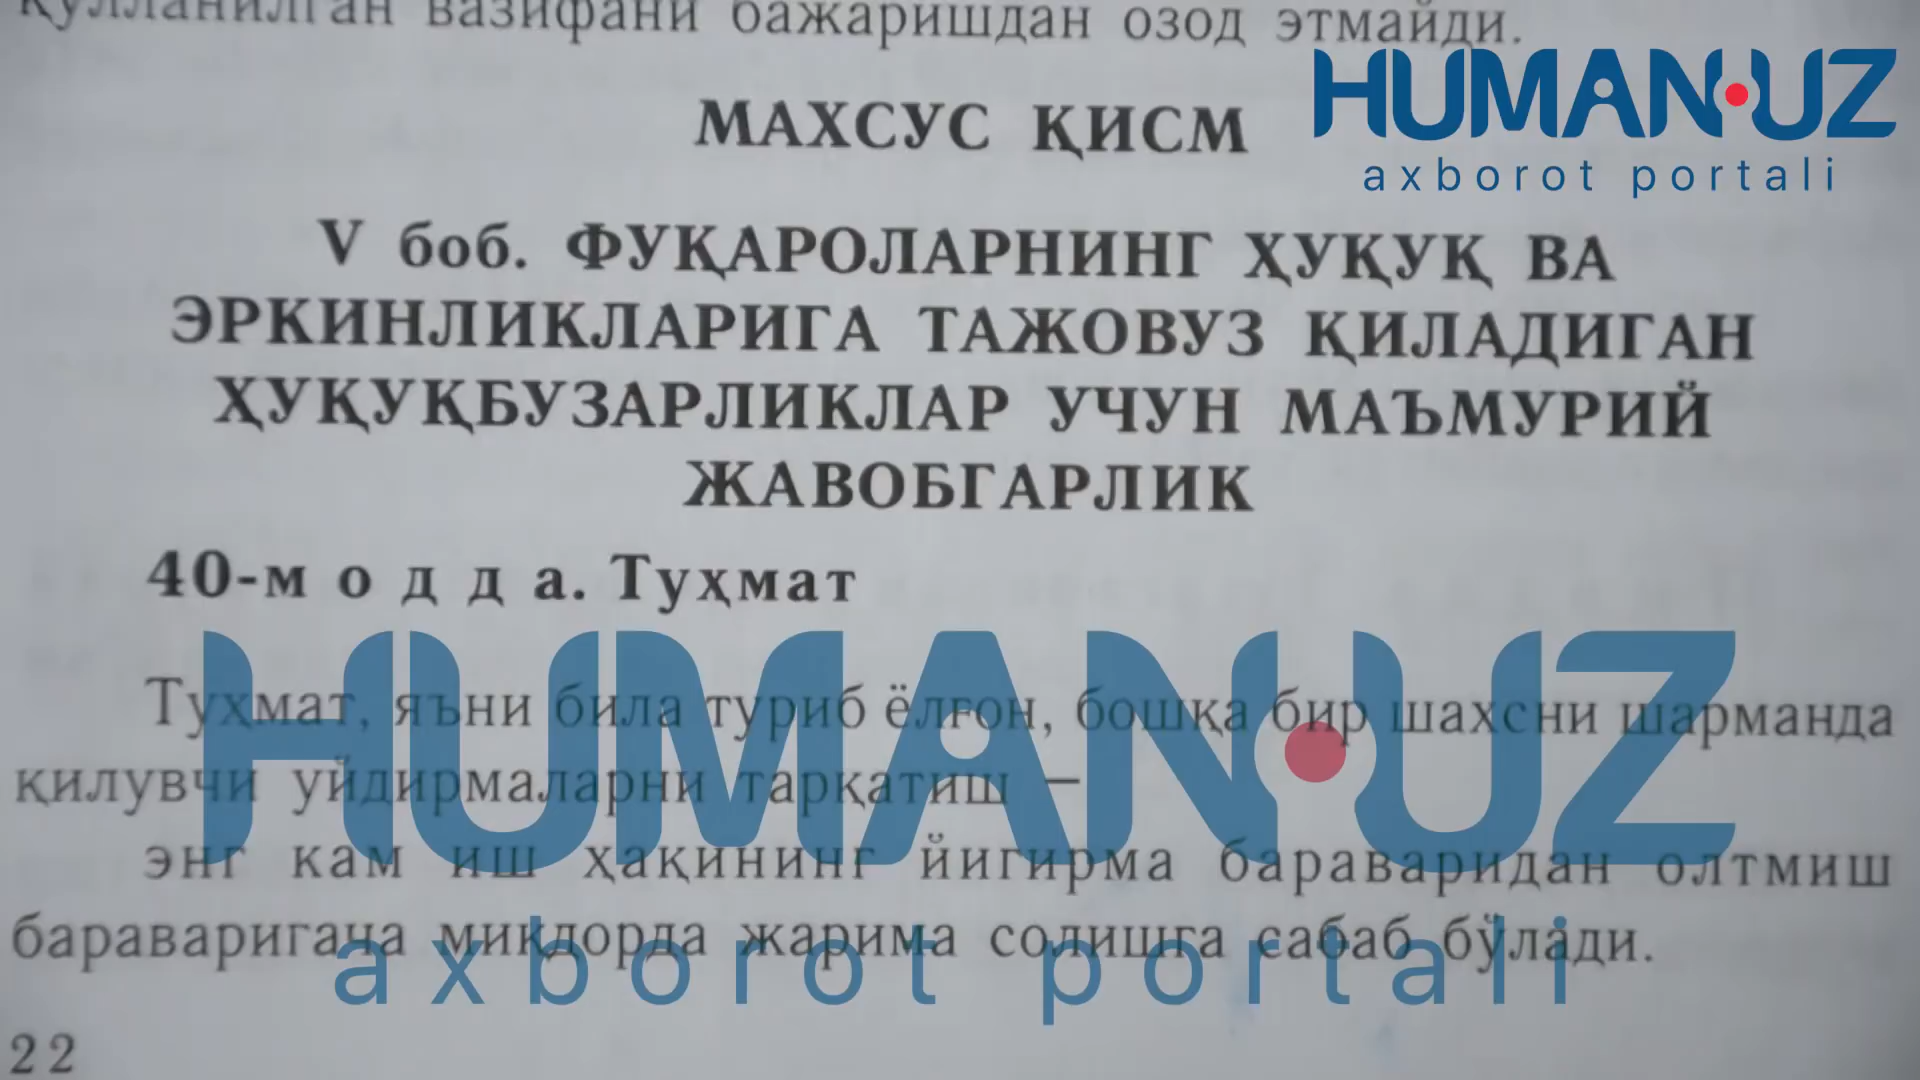 Қўлланилган вазифани бажаришдан озод этмайди.
HUMAN UZ
axborot portali
МАХСУС ҚИСМ
V боб. ФУҚАРОЛАРНИНГ ҲУҚУҚ ВА
ЭРКИНЛИКЛАРИГА ТАЖОВУЗ ҚИЛАДИГАН
ҲУҚУҚБУЗАРЛИКЛАР УЧУН МАЪМУРИЙ
ЖАВОБГАРЛИК
40-м о д д а. Туҳмат
Туҳмат, яъни била туриб ёлғон, бошқа бир шахсни шарманда
қилувчи уйдирмаларни тарқатиш —
энг кам иш ҳақининг йигирма бараваридан олтмиш
бараваригача миқдорда жарима солишга сабаб бўлади.
HUMAN UZ
axborot portali
22